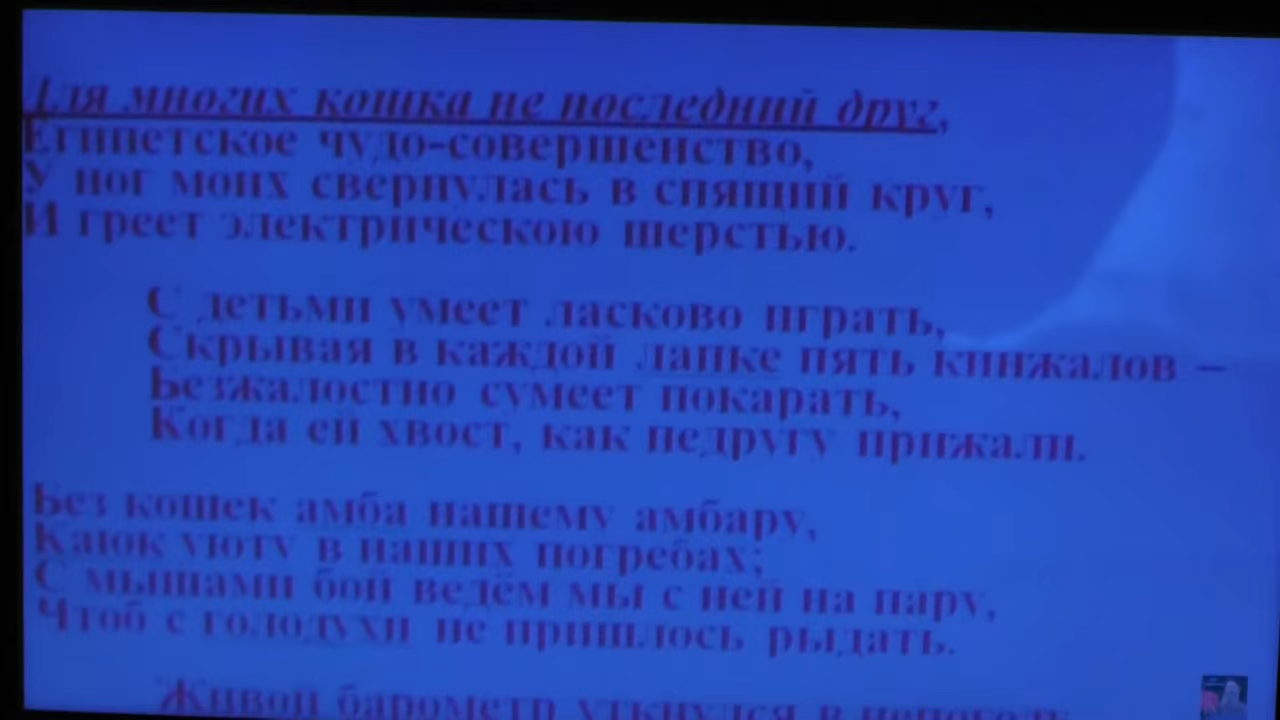 Для многих кошка не последний друг,
Египетское чудо-совершенство,
У ног моих свернулась в спящий круг,
И греет электрическою шерстью.
С детьми умеет ласково играть,
Скрывая в каждой лапке пять кинжалов –
Безжалостно сумеет покарать,
Когда ей хвост, как недругу прижали.
Без кошек амба нашему амбару,
Каюк уюту в наших погребах;
С мышами бой ведём мы с ней на пару,
Чтоб с голодухи не пришлось рыдать.
Живой барометр уткнулся в непогоду